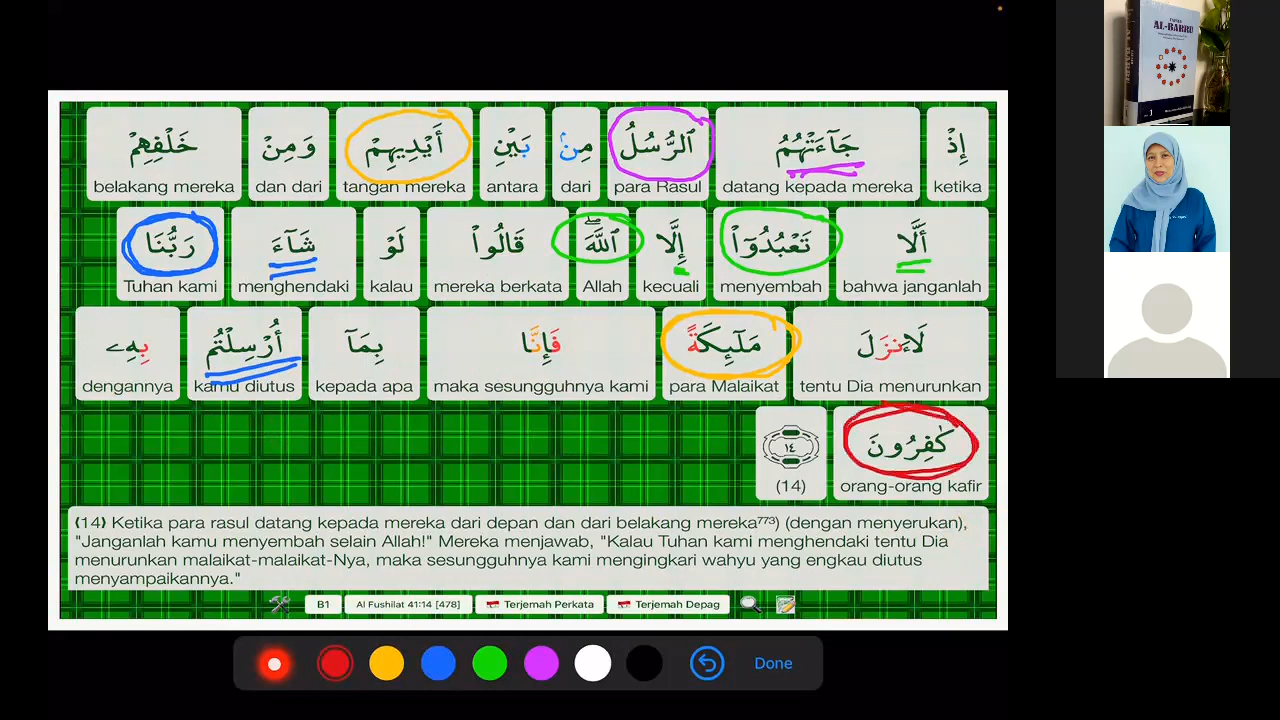 إِذْ جَآءَتْهُمُ ٱلرُّسُلُ مِنۢ بَيْنِ أَيْدِيهِمْ وَمِنْ خَلْفِهِمْ
ketika datang kepada mereka para Rasul dari antara tangan mereka dan dari belakang mereka
أَلَّا تَعْبُدُوٓا۟ إِلَّا ٱللَّهَ ۖ قَالُوا۟ لَوْ شَآءَ رَبُّنَا
bahwa janganlah menyembah kecuali Allah mereka berkata kalau menghendaki Tuhan kami
لَأَنزَلَ مَلَـٰٓئِكَةً فَإِنَّا بِمَآ أُرْسِلْتُم بِهِۦ
tentu Dia menurunkan para Malaikat maka sesungguhnya kami kepada apa kamu diutus dengannya
كَـٰفِرُونَ ١٤
orang-orang kafir (14)
(14) Ketika para rasul datang kepada mereka dari depan dan dari belakang mereka⁷⁷³) (dengan menyerukan),
"Janganlah kamu menyembah selain Allah!" Mereka menjawab, "Kalau Tuhan kami menghendaki tentu Dia
menurunkan malaikat-malaikat-Nya, maka sesungguhnya kami mengingkari wahyu yang engkau diutus
menyampaikannya."
B1 Al Fushilat 41:14 [478] Terjemah Perkata Terjemah Depag
Done
AL-BARRU